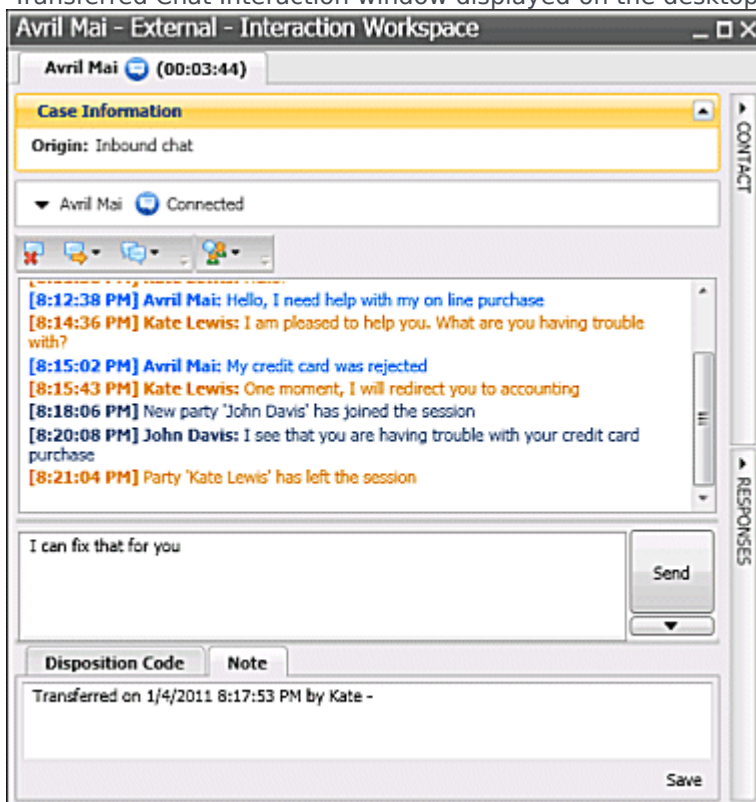 Transferred Chat Interaction window displayed on the desktop
Avril Mai - External - Interaction Workspace
Avril Mai (00:03:44)
Case Information
Origin: Inbound chat
CONTACT
Avril Mai Connected
[8:12:38 PM] Avril Mai: Hello, I need help with my on line purchase
[8:14:36 PM] Kate Lewis: I am pleased to help you. What are you having trouble
with?
[8:15:02 PM] Avril Mai: My credit card was rejected
[8:15:43 PM] Kate Lewis: One moment, I will redirect you to accounting
[8:18:06 PM] New party 'John Davis' has joined the session
[8:20:08 PM] John Davis: I see that you are having trouble with your credit card
purchase
[8:21:04 PM] Party 'Kate Lewis' has left the session
RESPONSES
I can fix that for you
Send
Disposition Code Note
Transferred on 1/4/2011 8:17:53 PM by Kate -
Save